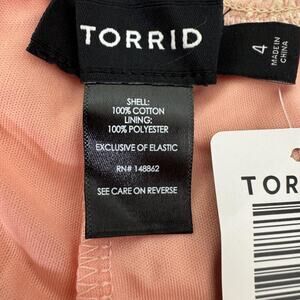 TORRID
4
MADE IN
CHINA
SHELL:
100% COTTON
LINING:
100% POLYESTER
EXCLUSIVE OF ELASTIC
RN# 148862
SEE CARE ON REVERSE
TOR